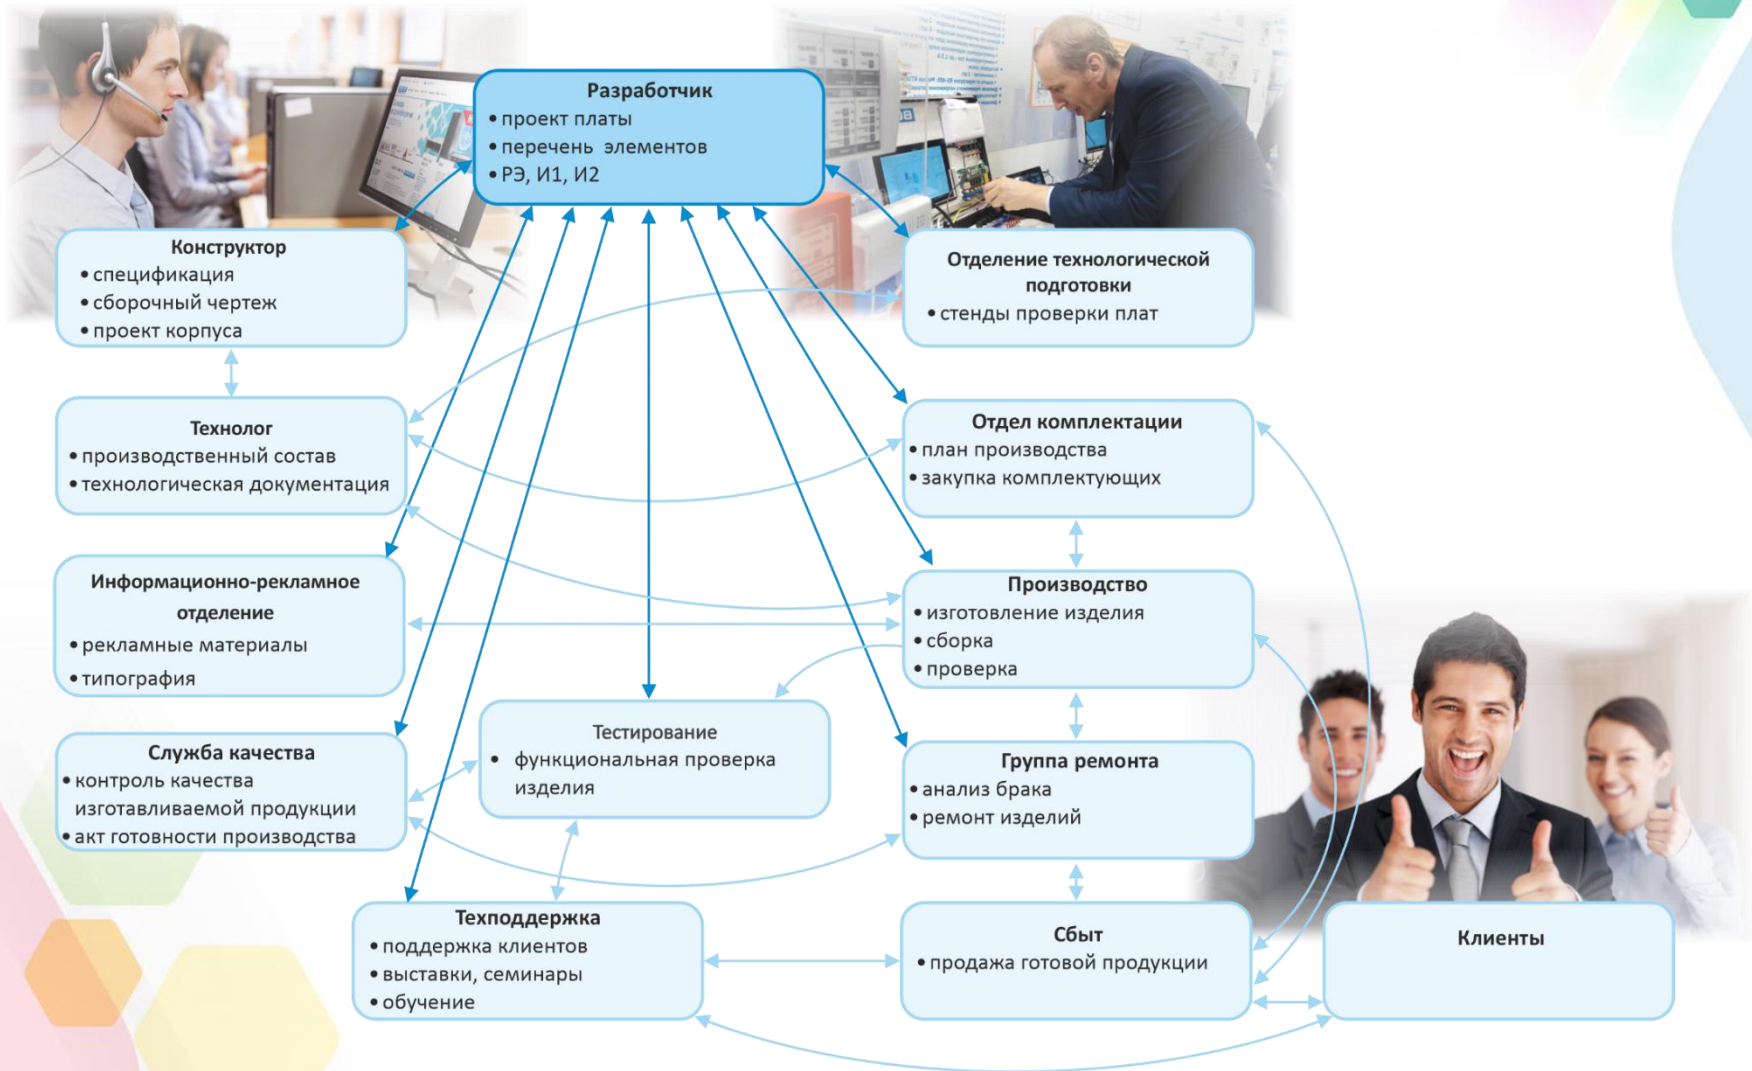 Разработчик
• проект платы
• перечень элементов
• РЭ, И1, И2
Конструктор
• спецификация
• сборочный чертеж
• проект корпуса
Отделение технологической
подготовки
• стенды проверки плат
Технолог
• производственный состав
• технологическая документация
Отдел комплектации
• план производства
• закупка комплектующих
Информационно-рекламное
отделение
• рекламные материалы
• типография
Производство
• изготовление изделия
• сборка
• проверка
Тестирование
• функциональная проверка
изделия
Служба качества
• контроль качества
изготавливаемой продукции
• акт готовности производства
Группа ремонта
• анализ брака
• ремонт изделий
Техподдержка
• поддержка клиентов
• выставки, семинары
• обучение
Сбыт
• продажа готовой продукции
Клиенты